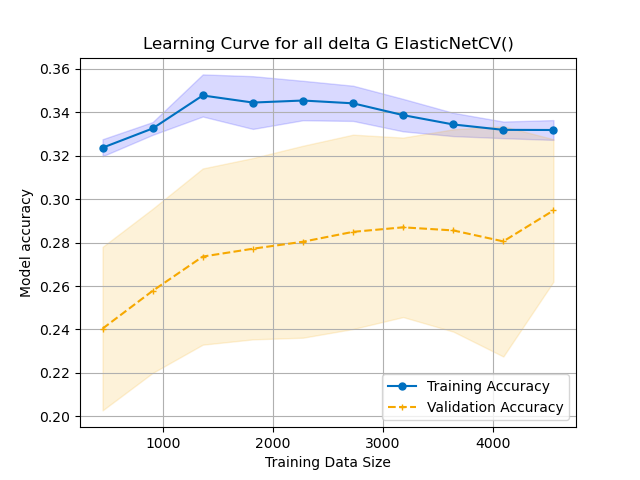 Learning Curve for all delta G ElasticNetCV()
0.36
0.34
0.32
0.30
0.28
0.26
0.24
0.22
0.20
Model accuracy
Training Accuracy
Validation Accuracy
1000 2000 3000 4000
Training Data Size